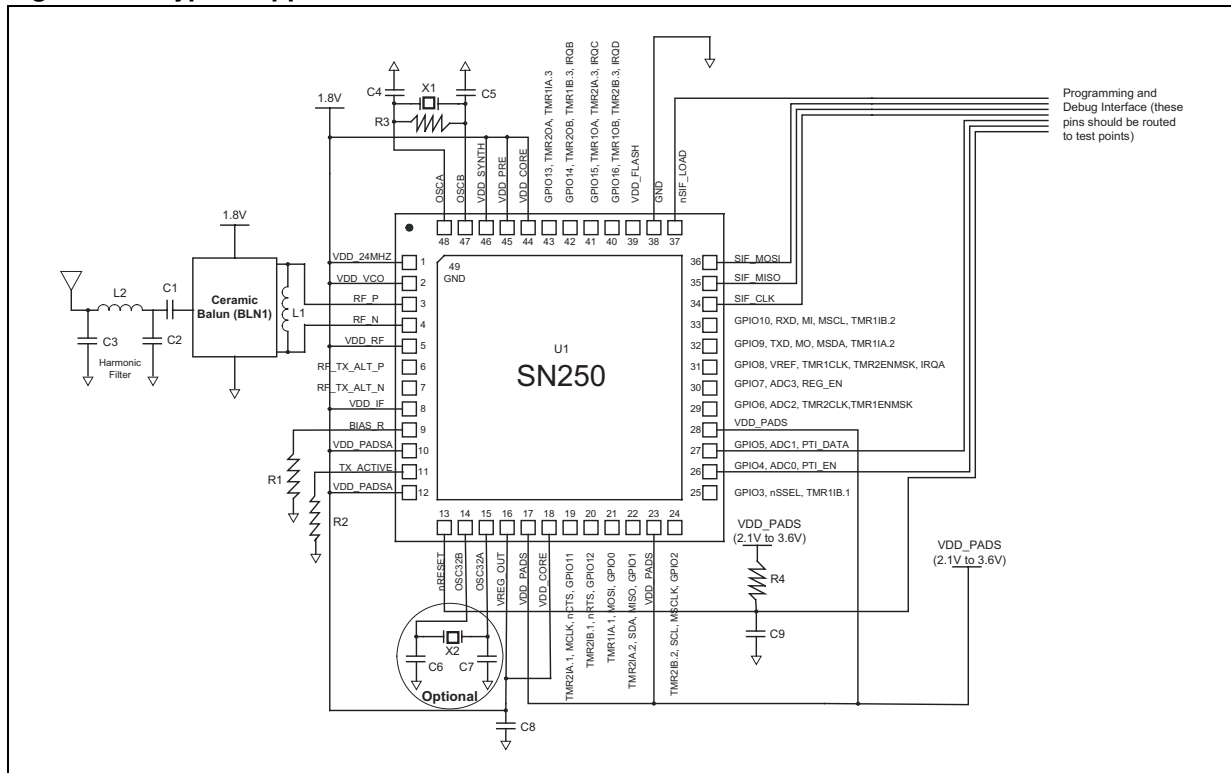 GPIO13, TMR2OA, TMR1IA.3
GPIO14, TMR2OB, TMR1IB.3, IRQB
GPIO15, TMR1OA, TMR2IA.3, IRQC
GPIO16, TMR1OB, TMR2IB.3, IRQD
VDD_FLASH
GND
nSIF_LOAD
OSCA
OSCB
VDD_SYNTH
VDD_PRE
VDD_CORE
1.8V
C4
X1
C5
R3
Programming and
Debug Interface (these
pins should be routed
to test points)
48
47
46
45
44
43
42
41
40
39
38
37
1.8V
L2
C1
C3
C2
Harmonic
Filter
Ceramic
Balun (BLN1)
L1
VDD_24MHZ 1
VDD_VCO 2
RF_P 3
RF_N 4
VDD_RF 5
RF_TX_ALT_P 6
RF_TX_ALT_N 7
VDD_IF 8
BIAS_R 9
VDD_PADSA 10
TX_ACTIVE 11
VDD_PADSA 12
R1
R2
49
GND
U1
SN250
36 SIF_MOSI
35 SIF_MISO
34 SIF_CLK
33 GPIO10, RXD, MI, MSCL, TMR1IB.2
32 GPIO9, TXD, MO, MSDA, TMR1IA.2
31 GPIO8, VREF, TMR1CLK, TMR2ENMSK, IRQA
30 GPIO7, ADC3, REG_EN
29 GPIO6, ADC2, TMR2CLK,TMR1ENMSK
28 VDD_PADS
27 GPIO5, ADC1, PTI_DATA
26 GPIO4, ADC0, PTI_EN
25 GPIO3, nSSEL, TMR1IB.1
13
14
15
16
17
18
19
20
21
22
23
24
nRESET
OSC32B
OSC32A
VREG_OUT
VDD_PADS
VDD_CORE
TMR2IA.1, MCLK, nCTS, GPIO11
TMR2IB.1, nRTS, GPIO12
TMR1IA.1, MOSI, GPIO0
TMR2IA.2, SDA, MISO, GPIO1
VDD_PADS
TMR2IB.2, SCL, MSCLK, GPIO2
VDD_PADS
(2.1V to 3.6V)
R4
C9
VDD_PADS
(2.1V to 3.6V)
X2
C6
C7
Optional
C8